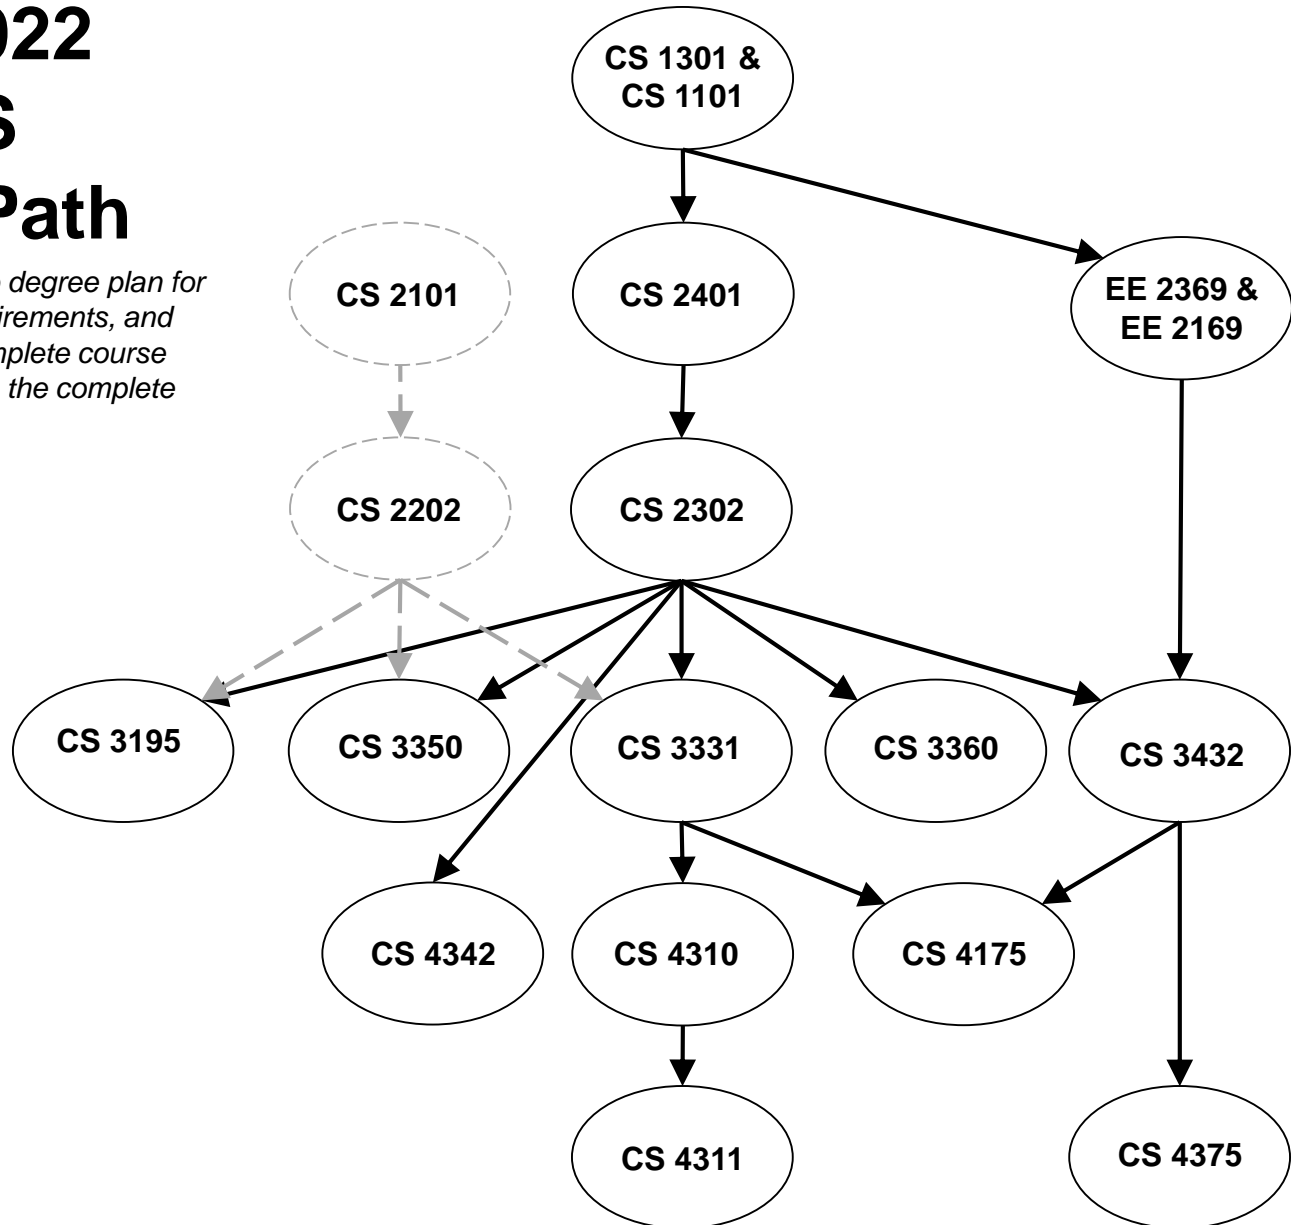 022
S
Path
degree plan for
irements, and
nplete course
the complete
CS 1301 &
CS 1101
CS 2101
CS 2401
EE 2369 &
EE 2169
CS 2202
CS 2302
CS 3195
CS 3350
CS 3331
CS 3360
CS 3432
CS 4342
CS 4310
CS 4175
CS 4311
CS 4375